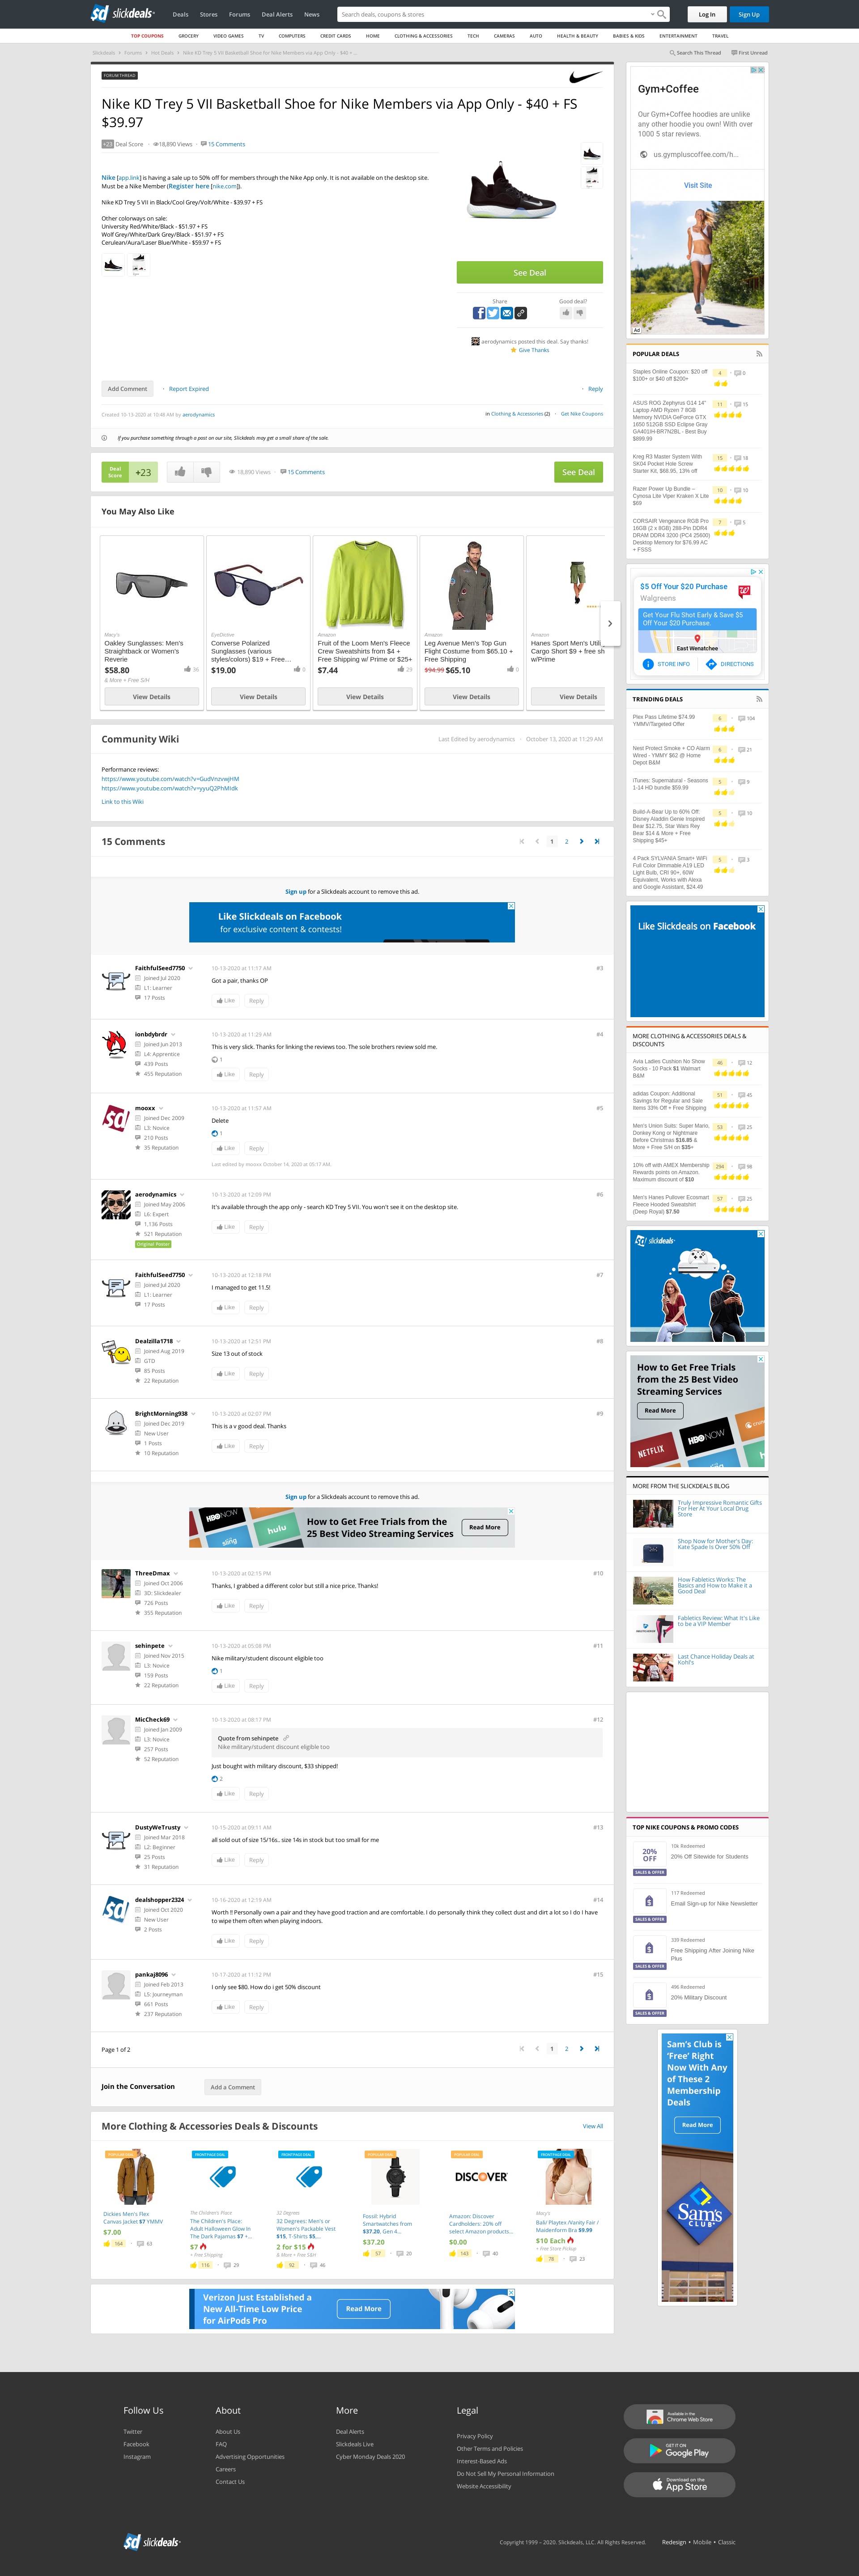 slickdeals
Deals Stores Forums Deal Alerts News
Search deals, coupons & stores
Log In Sign Up
TOP COUPONS GROCERY VIDEO GAMES TV COMPUTERS CREDIT CARDS HOME CLOTHING & ACCESSORIES TECH CAMERAS AUTO HEALTH & BEAUTY BABIES & KIDS ENTERTAINMENT TRAVEL
Slickdeals Forums Hot Deals Nike KD Trey 5 VII Basketball Shoe for Nike Members via App Only - $40 + ...
Search This Thread First Unread
FORUM THREAD
Nike KD Trey 5 VII Basketball Shoe for Nike Members via App Only - $40 + FS
$39.97
+23 Deal Score 18,890 Views 15 Comments
Nike [app.link] is having a sale up to 50% off for members through the Nike App only. It is not available on the desktop site.
Must be a Nike Member (Register here [nike.com]).
Nike KD Trey 5 VII in Black/Cool Grey/Volt/White - $39.97 + FS
Other colorways on sale:
University Red/White/Black - $51.97 + FS
Wolf Grey/White/Dark Grey/Black - $51.97 + FS
Cerulean/Aura/Laser Blue/White - $59.97 + FS
See Deal
Share Good deal?
aerodynamics posted this deal. Say thanks!
Give Thanks
Add Comment Report Expired Reply
Created 10-13-2020 at 10:48 AM by aerodynamics
in Clothing & Accessories (2) Get Nike Coupons
If you purchase something through a post on our site, Slickdeals may get a small share of the sale.
Deal Score +23 18,890 Views 15 Comments See Deal
You May Also Like
Macy's
Oakley Sunglasses: Men's
Straightback or Women's
Reverie
$58.80 36
& More + Free S/H
View Details
EyeDictive
Converse Polarized
Sunglasses (various
styles/colors) $19 + Free...
$19.00 0
View Details
Amazon
Fruit of the Loom Men's Fleece
Crew Sweatshirts from $4 +
Free Shipping w/ Prime or $25+
$7.44 29
View Details
Amazon
Leg Avenue Men's Top Gun
Flight Costume from $65.10 +
Free Shipping
$94.99 $65.10 0
View Details
Amazon
Hanes Sport Men's Utili
Cargo Short $9 + free sh
w/Prime
View Details
Community Wiki
Last Edited by aerodynamics October 13, 2020 at 11:29 AM
Performance reviews:
https://www.youtube.com/watch?v=GudVnzvwjHM
https://www.youtube.com/watch?v=yyuQ2PhMidk
Link to this Wiki
15 Comments 1 2
Sign up for a Slickdeals account to remove this ad.
Like Slickdeals on Facebook
for exclusive content & contests!
FaithfulSeed7750
Joined Jul 2020
L1: Learner
17 Posts
10-13-2020 at 11:17 AM #3
Got a pair, thanks OP
Like Reply
ionbdybrdr
Joined Jun 2013
L4: Apprentice
439 Posts
455 Reputation
10-13-2020 at 11:29 AM #4
This is very slick. Thanks for linking the reviews too. The sole brothers review sold me.
1
Like Reply
mooxx
Joined Dec 2009
L3: Novice
210 Posts
35 Reputation
10-13-2020 at 11:57 AM #5
Delete
1
Like Reply
Last edited by mooxx October 14, 2020 at 05:17 AM
aerodynamics
Joined May 2006
L6: Expert
1,136 Posts
521 Reputation
Original Poster
10-13-2020 at 12:09 PM #6
It's available through the app only - search KD Trey 5 VII. You won't see it on the desktop site.
Like Reply
FaithfulSeed7750
Joined Jul 2020
L1: Learner
17 Posts
10-13-2020 at 12:18 PM #7
I managed to get 11.5!
Like Reply
Dealzilla1718
Joined Aug 2019
GTD
85 Posts
22 Reputation
10-13-2020 at 12:51 PM #8
Size 13 out of stock
Like Reply
BrightMorning938
Joined Dec 2019
New User
1 Posts
10 Reputation
10-13-2020 at 02:07 PM #9
This is a v good deal. Thanks
Like Reply
Sign up for a Slickdeals account to remove this ad.
HBO NOW hulu sling
How to Get Free Trials from the
25 Best Video Streaming Services
Read More
ThreeDmax
Joined Oct 2006
3D: Slickdealer
726 Posts
355 Reputation
10-13-2020 at 02:15 PM #10
Thanks, I grabbed a different color but still a nice price. Thanks!
Like Reply
sehinpete
Joined Nov 2015
L3: Novice
159 Posts
22 Reputation
10-13-2020 at 05:08 PM #11
Nike military/student discount eligible too
1
Like Reply
MicCheck69
Joined Jan 2009
L3: Novice
257 Posts
52 Reputation
10-13-2020 at 08:17 PM #12
Quote from sehinpete
Nike military/student discount eligible too
Just bought with military discount, $33 shipped!
2
Like Reply
DustyWeTrusty
Joined Mar 2018
L2: Beginner
25 Posts
31 Reputation
10-15-2020 at 09:11 AM #13
all sold out of size 15/16s.. size 14s in stock but too small for me
Like Reply
dealshopper2324
Joined Oct 2020
New User
2 Posts
10-16-2020 at 12:19 AM #14
Worth !! Personally own a pair and they have good traction and are comfortable. I do personally think they collect dust and dirt a lot so I do have
to wipe them often when playing indoors.
Like Reply
pankaj8096
Joined Feb 2013
L5: Journeyman
661 Posts
237 Reputation
10-17-2020 at 11:12 PM #15
I only see $80. How do i get 50% discount
Like Reply
Page 1 of 2 1 2
Join the Conversation Add a Comment
More Clothing & Accessories Deals & Discounts View All
POPULAR DEAL
Dickies Men's Flex
Canvas Jacket $7 YMMV
$7.00
164 63
FRONTPAGE DEAL
The Children's Place
The Children's Place:
Adult Halloween Glow In
The Dark Pajamas $7 +...
$7
+ Free Shipping
116 29
FRONTPAGE DEAL
32 Degrees
32 Degrees: Men's or
Women's Packable Vest
$15, T-Shirts $5,...
2 for $15
& More + Free S&H
92 46
POPULAR DEAL
Fossil: Hybrid
Smartwatches from
$37.20, Gen 4...
$37.20
57 20
POPULAR DEAL
DISCOVER
Amazon: Discover
Cardholders: 20% off
select Amazon products...
$0.00
143 40
FRONTPAGE DEAL
Macy's
Bali/ Playtex /Vanity Fair /
Maidenform Bra $9.99
$10 Each
+ Free Store Pickup
78 23
Verizon Just Established a
New All-Time Low Price
for AirPods Pro
Read More
Gym+Coffee
Our Gym+Coffee hoodies are unlike
any other hoodie you own! With over
1000 5 star reviews.
us.gympluscoffee.com/h...
Visit Site
Ad
POPULAR DEALS
Staples Online Coupon: $20 off
$100+ or $40 off $200+
4 0
ASUS ROG Zephyrus G14 14"
Laptop AMD Ryzen 7 8GB
Memory NVIDIA GeForce GTX
1650 512GB SSD Eclipse Gray
GA401IH-BR7N2BL - Best Buy
$899.99
11 15
Kreg R3 Master System With
SK04 Pocket Hole Screw
Starter Kit, $68.95, 13% off
15 18
Razer Power Up Bundle –
Cynosa Lite Viper Kraken X Lite
$69
10 10
CORSAIR Vengeance RGB Pro
16GB (2 x 8GB) 288-Pin DDR4
DRAM DDR4 3200 (PC4 25600)
Desktop Memory for $76.99 AC
+ FSSS
7 5
$5 Off Your $20 Purchase
Walgreens
Get Your Flu Shot Early & Save $5
Off Your $20 Purchase.
East Wenatchee
STORE INFO DIRECTIONS
TRENDING DEALS
Plex Pass Lifetime $74.99
YMMV/Targeted Offer
6 104
Nest Protect Smoke + CO Alarm
Wired - YMMY $62 @ Home
Depot B&M
6 21
iTunes: Supernatural - Seasons
1-14 HD bundle $59.99
5 9
Build-A-Bear Up to 60% Off:
Disney Aladdin Genie Inspired
Bear $12.75, Star Wars Rey
Bear $14 & More + Free
Shipping $45+
5 10
4 Pack SYLVANIA Smart+ WiFi
Full Color Dimmable A19 LED
Light Bulb, CRI 90+, 60W
Equivalent, Works with Alexa
and Google Assistant, $24.49
5 3
Like Slickdeals on Facebook
MORE CLOTHING & ACCESSORIES DEALS &
DISCOUNTS
Avia Ladies Cushion No Show
Socks - 10 Pack $1 Walmart
B&M
46 12
adidas Coupon: Additional
Savings for Regular and Sale
Items 33% Off + Free Shipping
51 45
Men's Union Suits: Super Mario,
Donkey Kong or Nightmare
Before Christmas $16.85 &
More + Free S/H on $35+
53 25
10% off with AMEX Membership
Rewards points on Amazon.
Maximum discount of $10
294 98
Men's Hanes Pullover Ecosmart
Fleece Hooded Sweatshirt
(Deep Royal) $7.50
57 25
slickdeals
How to Get Free Trials
from the 25 Best Video
Streaming Services
Read More
NETFLIX HBO NOW
MORE FROM THE SLICKDEALS BLOG
Truly Impressive Romantic Gifts
For Her At Your Local Drug
Store
Shop Now for Mother's Day:
Kate Spade Is Over 50% Off
How Fabletics Works: The
Basics and How to Make it a
Good Deal
Fabletics Review: What It's Like
to be a VIP Member
Last Chance Holiday Deals at
Kohl's
TOP NIKE COUPONS & PROMO CODES
20% OFF
SALES & OFFER
10k Redeemed
20% Off Sitewide for Students
117 Redeemed
Email Sign-up for Nike Newsletter
SALES & OFFER
339 Redeemed
Free Shipping After Joining Nike
Plus
SALES & OFFER
496 Redeemed
20% Military Discount
SALES & OFFER
Sam's Club is
'Free' Right
Now With Any
of These 2
Membership
Deals
Read More
Sam's CLUB
Follow Us
Twitter
Facebook
Instagram
About
About Us
FAQ
Advertising Opportunities
Careers
Contact Us
More
Deal Alerts
Slickdeals Live
Cyber Monday Deals 2020
Legal
Privacy Policy
Other Terms and Policies
Interest-Based Ads
Do Not Sell My Personal Information
Website Accessibility
Available in the Chrome Web Store
GET IT ON Google Play
Download on the App Store
slickdeals
Copyright 1999 – 2020. Slickdeals, LLC. All Rights Reserved. Redesign • Mobile • Classic